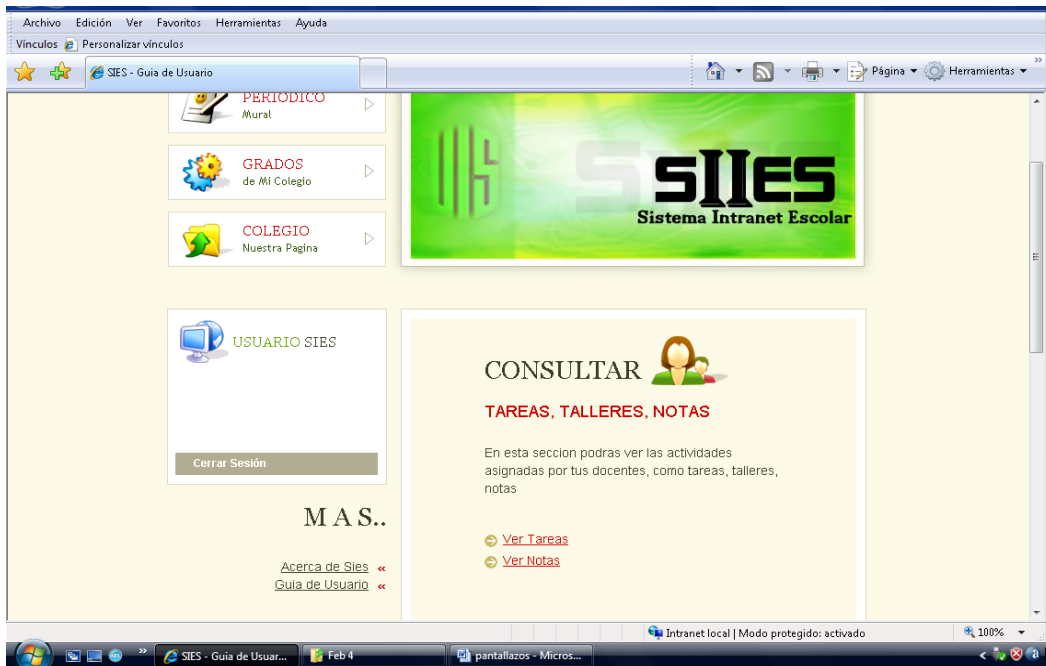 Archivo Edición Ver Favoritos Herramientas Ayuda
Vínculos Personalizar vínculos
SIES - Guia de Usuario
Página Herramientas
PERIODICO
Mural
GRADOS
de Mi Colegio
COLEGIO
Nuestra Pagina
SIIES
Sistema Intranet Escolar
USUARIO SIES
Cerrar Sesión
M A S..
Acerca de Sies «
Guia de Usuario «
CONSULTAR
TAREAS, TALLERES, NOTAS
En esta seccion podras ver las actividades
asignadas por tus docentes, como tareas, talleres,
notas
Ver Tareas
Ver Notas
Intranet local | Modo protegido: activado
100%
SIES - Guia de Usuar...
Feb 4
pantallazos - Micros...